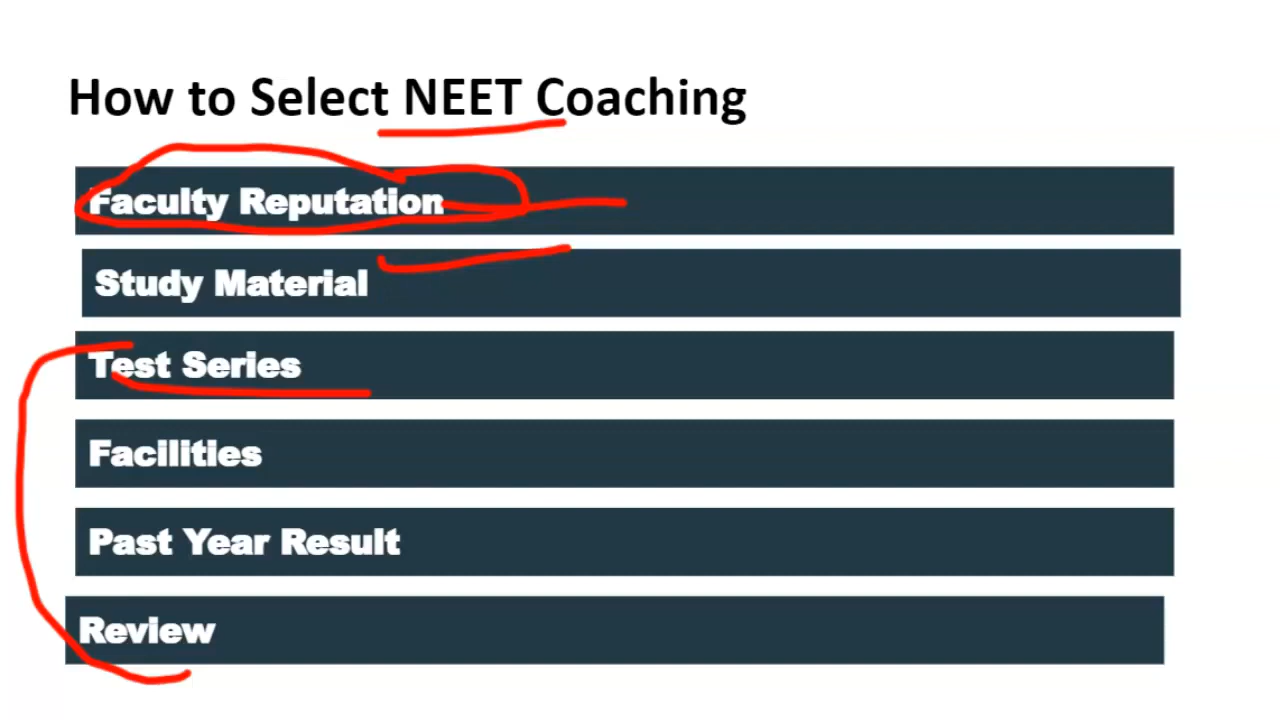 How to Select NEET Coaching
Faculty Reputation
Study Material
Test Series
Facilities
Past Year Result
Review